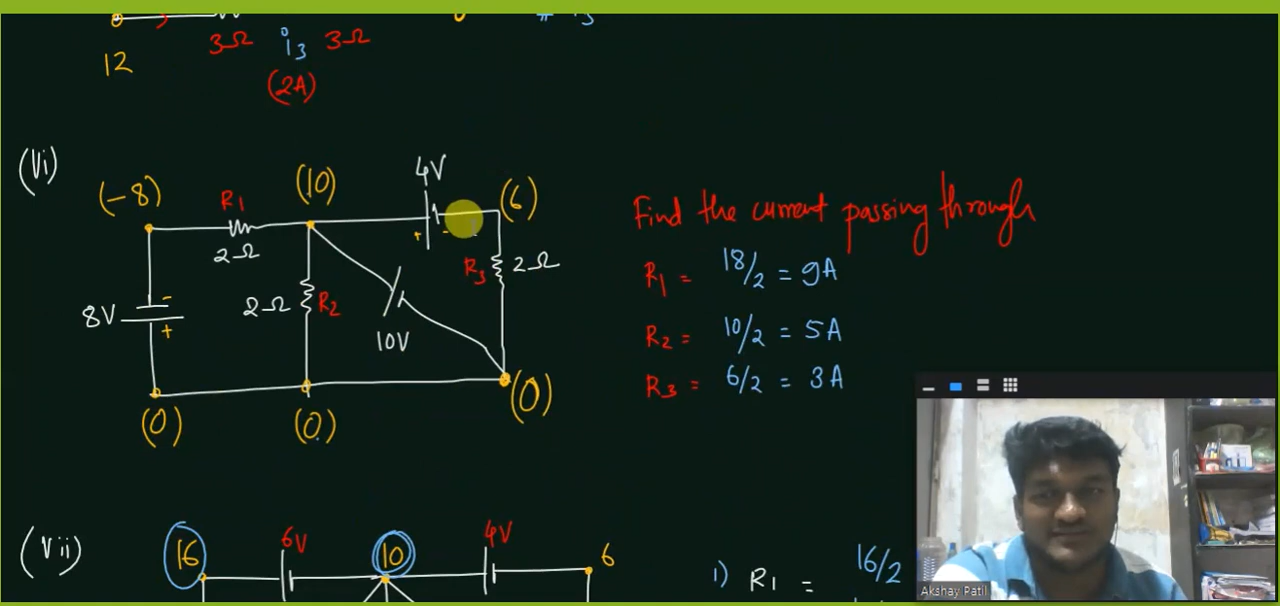 3Ω i3 3Ω
12
(2A)
(Vi)
(-8) R1 (10) 4V (6)
+ -
2Ω
R3 2Ω
8V - +
2Ω R2
10V
(0) (0) (0)
Find the current passing through
R1 = 18/2 = 9A
R2 = 10/2 = 5A
R3 = 6/2 = 3A
(Vii)
16 6V 10 4V 6
1) R1 = 16/2
Akshay Patil